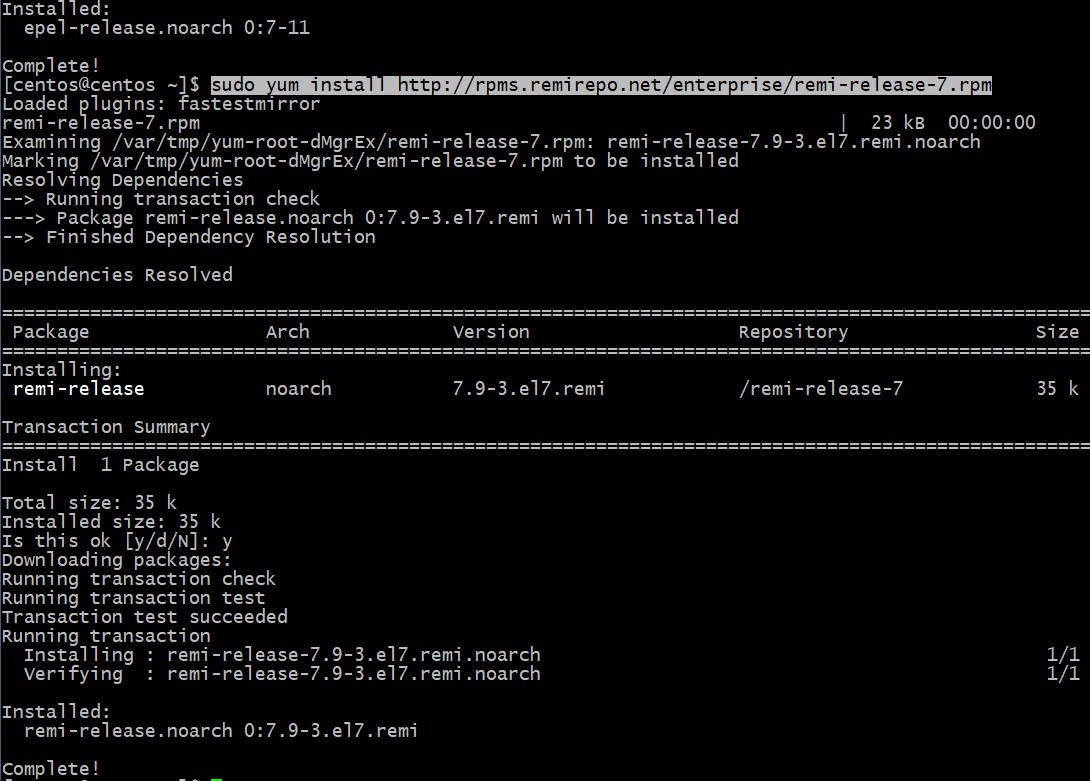 Installed:
  epel-release.noarch 0:7-11
Complete!
[centos@centos ~]$ sudo yum install http://rpms.remirepo.net/enterprise/remi-release-7.rpm
Loaded plugins: fastestmirror
remi-release-7.rpm | 23 kB 00:00:00
Examining /var/tmp/yum-root-dMgrEx/remi-release-7.rpm: remi-release-7.9-3.el7.remi.noarch
Marking /var/tmp/yum-root-dMgrEx/remi-release-7.rpm to be installed
Resolving Dependencies
--> Running transaction check
---> Package remi-release.noarch 0:7.9-3.el7.remi will be installed
--> Finished Dependency Resolution
Dependencies Resolved
Package Arch Version Repository Size
Installing:
remi-release noarch 7.9-3.el7.remi /remi-release-7 35 k
Transaction Summary
Install  1 Package
Total size: 35 k
Installed size: 35 k
Is this ok [y/d/N]: y
Downloading packages:
Running transaction check
Running transaction test
Transaction test succeeded
Running transaction
  Installing : remi-release-7.9-3.el7.remi.noarch 1/1
  Verifying  : remi-release-7.9-3.el7.remi.noarch 1/1
Installed:
  remi-release.noarch 0:7.9-3.el7.remi
Complete!